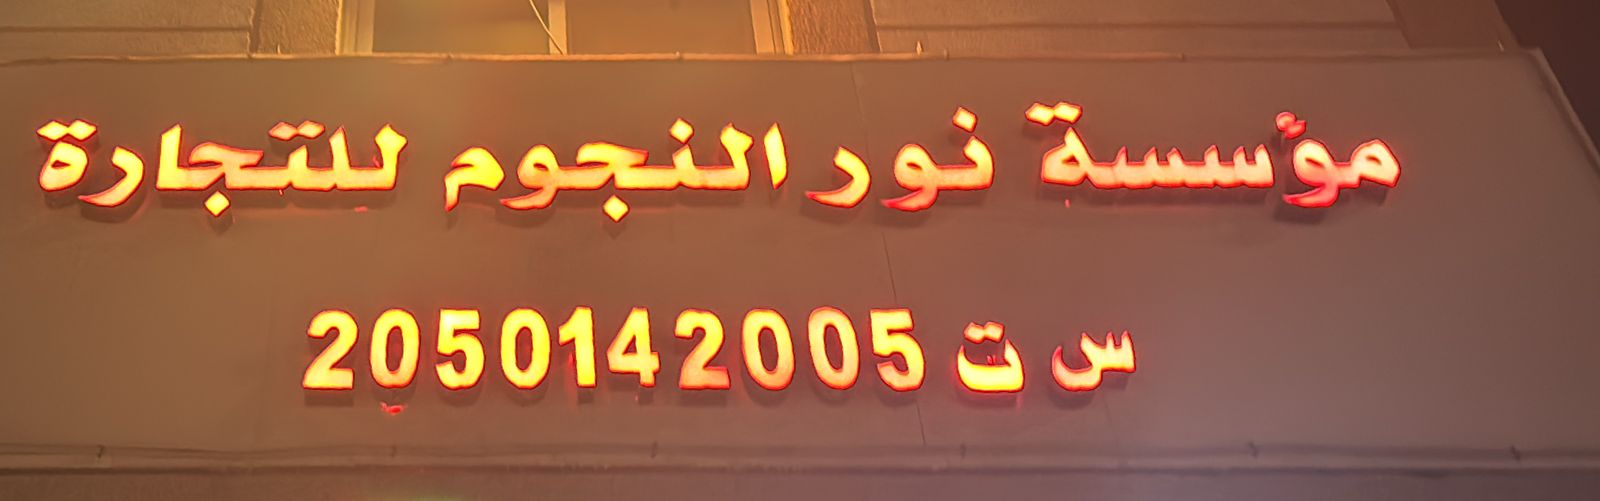 مؤسسة نور النجوم للتجارة
س ت 2050142005